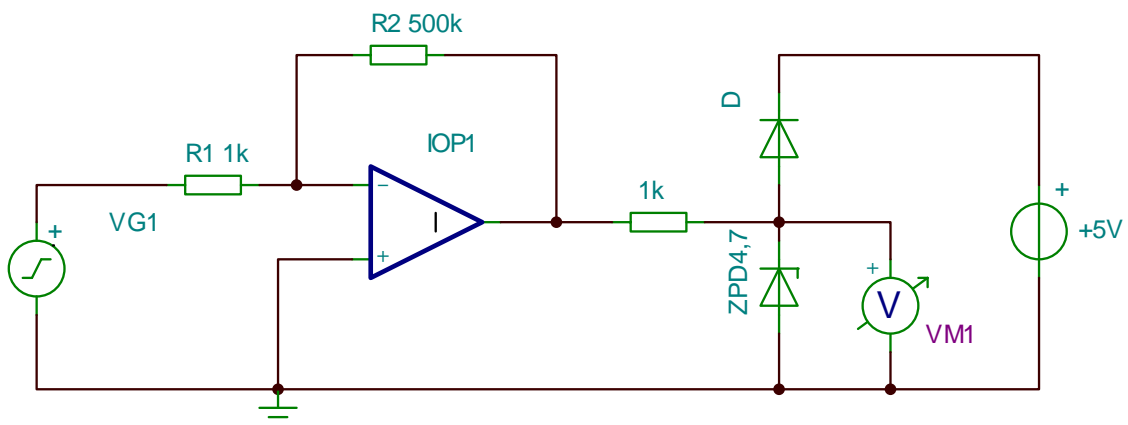 R2 500k
IOP1
R1 1k
VG1
+
−
+
I
1k
D
ZPD4,7
+
V
VM1
+
+5V